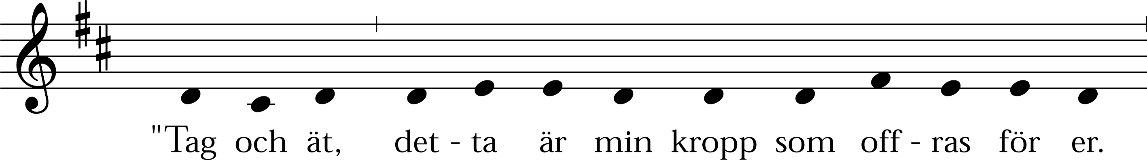 "Tag och ät, det - ta är min kropp som off - ras för er.